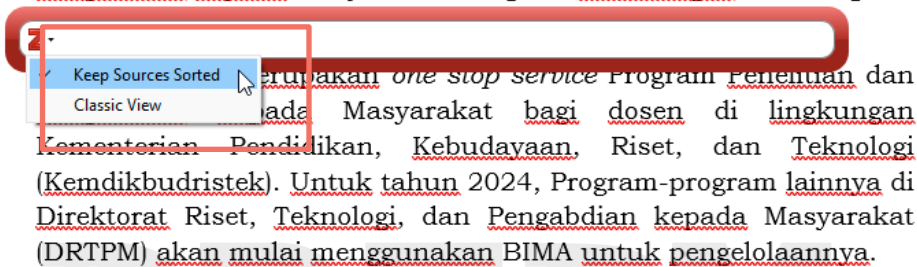 Z
Keep Sources Sorted
Classic View
merupakan one stop service Program Penelitian dan
pada Masyarakat bagi dosen di lingkungan
Kementerian Pendidikan, Kebudayaan, Riset, dan Teknologi
(Kemdikbudristek). Untuk tahun 2024, Program-program lainnya di
Direktorat Riset, Teknologi, dan Pengabdian kepada Masyarakat
(DRTPM) akan mulai menggunakan BIMA untuk pengelolaannya.